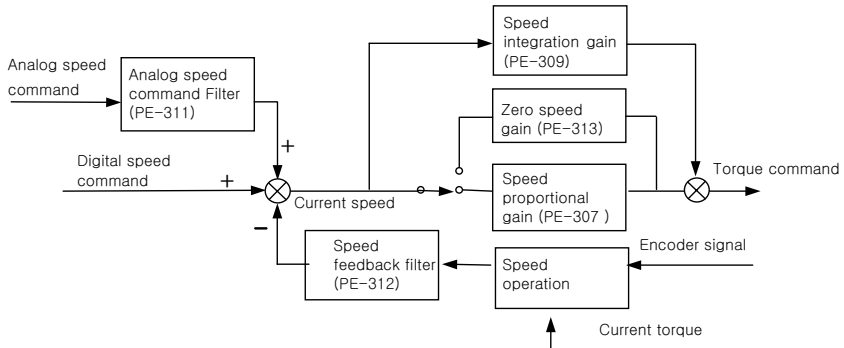 Speed
integration gain
(PE-309)
Analog speed
command
Analog speed
command Filter
(PE-311)
Zero speed
gain (PE-313)
+
Digital speed
command
+
Torque command
Speed
proportional
gain (PE-307 )
Current speed
−
Speed
feedback filter
(PE-312)
Speed
operation
Encoder signal
Current torque